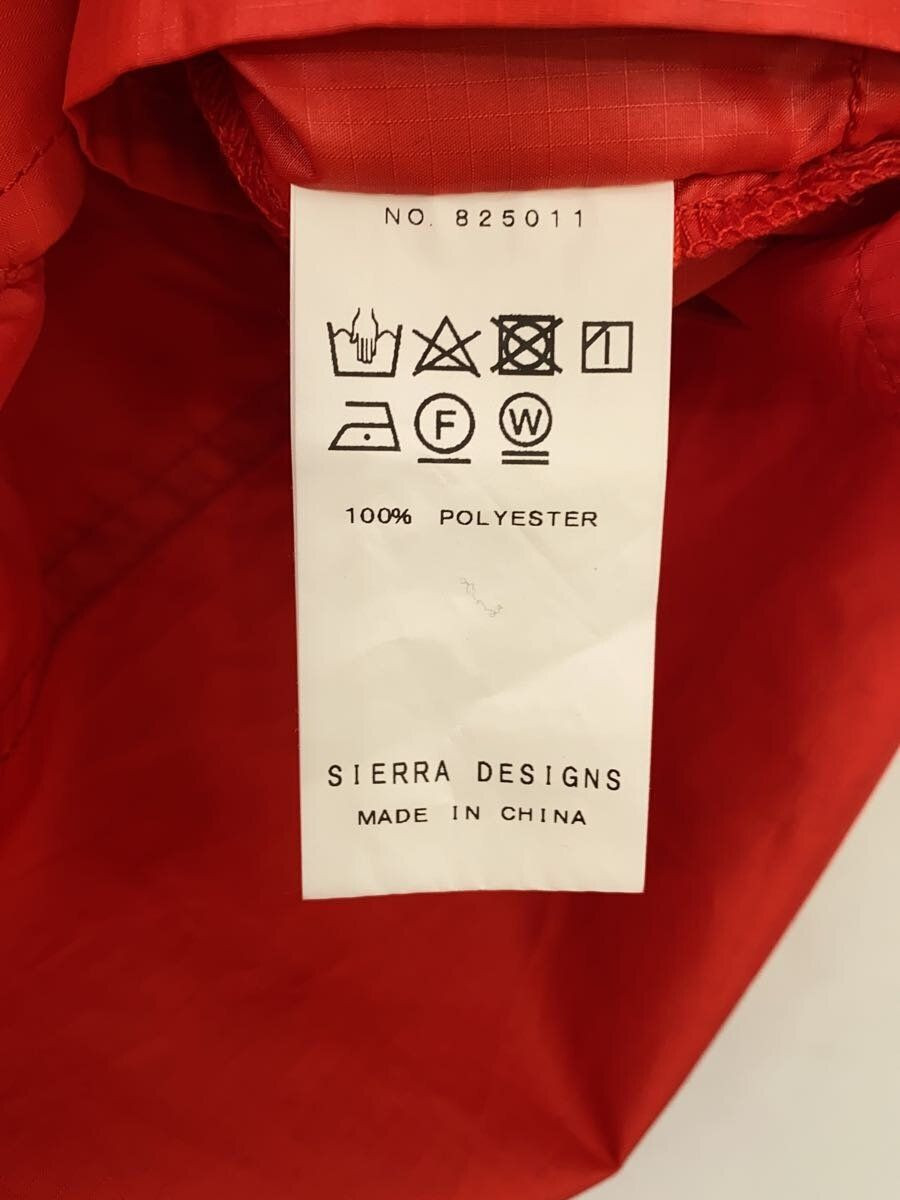 NO. 825011
F W
100% POLYESTER
SIERRA DESIGNS
MADE IN CHINA